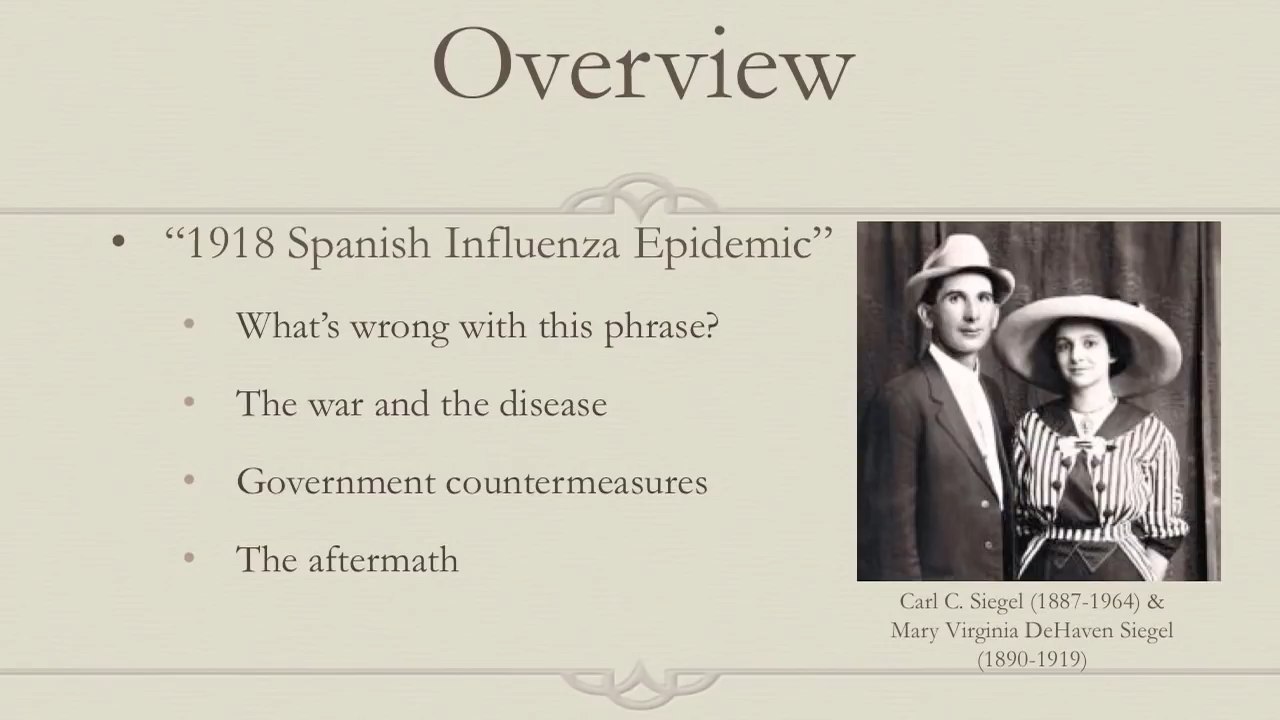 Overview
• “1918 Spanish Influenza Epidemic”
• What’s wrong with this phrase?
• The war and the disease
• Government countermeasures
• The aftermath
Carl C. Siegel (1887-1964) &
Mary Virginia DeHaven Siegel
(1890-1919)